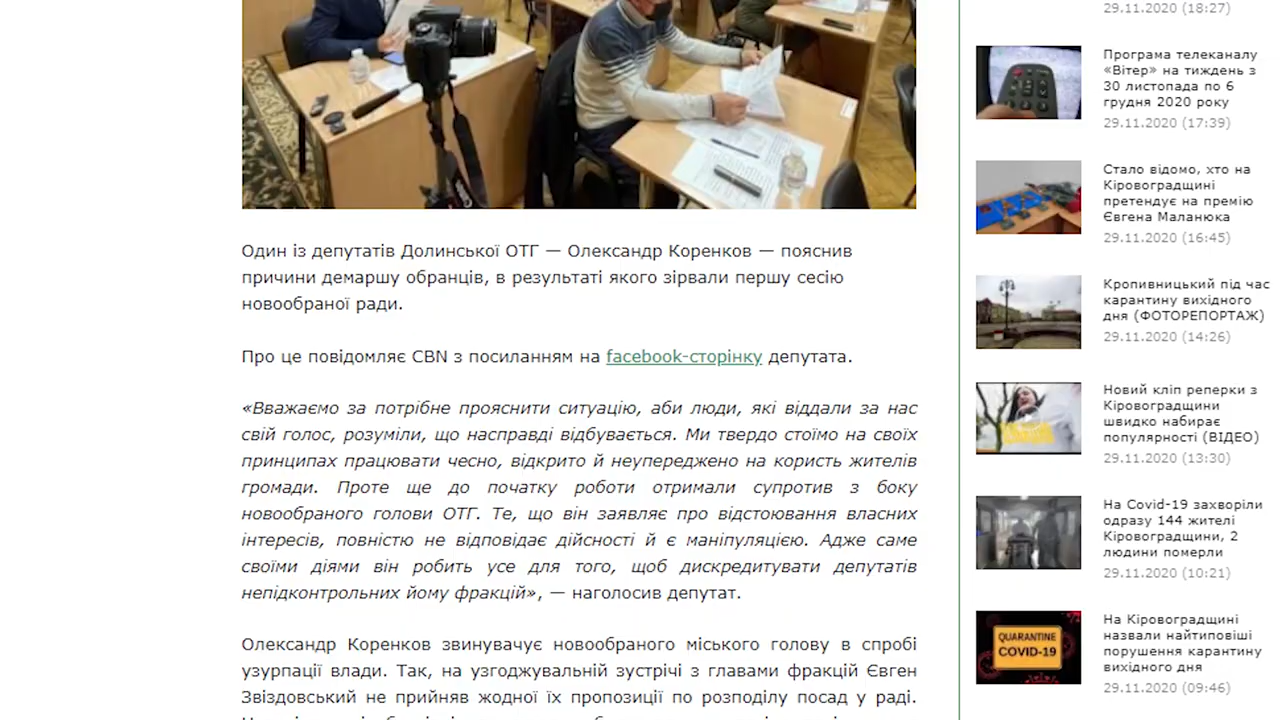 Один із депутатів Долинської ОТГ — Олександр Коренков — пояснив
причини демаршу обранців, в результаті якого зірвали першу сесію
новообраної ради.
Про це повідомляє CBN з посиланням на facebook-сторінку депутата.
«Вважаємо за потрібне прояснити ситуацію, аби люди, які віддали за нас
свій голос, розуміли, що насправді відбувається. Ми твердо стоїмо на своїх
принципах працювати чесно, відкрито й неупереджено на користь жителів
громади. Проте ще до початку роботи отримали супротив з боку
новообраного голови ОТГ. Те, що він заявляє про відстоювання власних
інтересів, повністю не відповідає дійсності й є маніпуляцією. Адже саме
своїми діями він робить усе для того, щоб дискредитувати депутатів
непідконтрольних йому фракцій», — наголосив депутат.
Олександр Коренков звинувачує новообраного міського голову в спробі
узурпації влади. Так, на узгоджувальній зустрічі з главами фракцій Євген
Звіздовський не прийняв жодної їх пропозиції по розподілу посад у раді.
29.11.2020 (18:27)
Програма телеканалу
«Вітер» на тиждень з
30 листопада по 6
грудня 2020 року
29.11.2020 (17:39)
Стало відомо, хто на
Кіровоградщині
претендує на премію
Євгена Маланюка
29.11.2020 (16:45)
Кропивницький під час
карантину вихідного
дня (ФОТОРЕПОРТАЖ)
29.11.2020 (14:26)
Новий кліп реперки з
Кіровоградщини
швидко набирає
популярності (ВІДЕО)
29.11.2020 (13:30)
На Covid-19 захворіли
одразу 144 жителі
Кіровоградщини, 2
людини померли
29.11.2020 (10:21)
QUARANTINE
COVID-19
На Кіровоградщині
назвали найтиповіші
порушення карантину
вихідного дня
29.11.2020 (09:46)